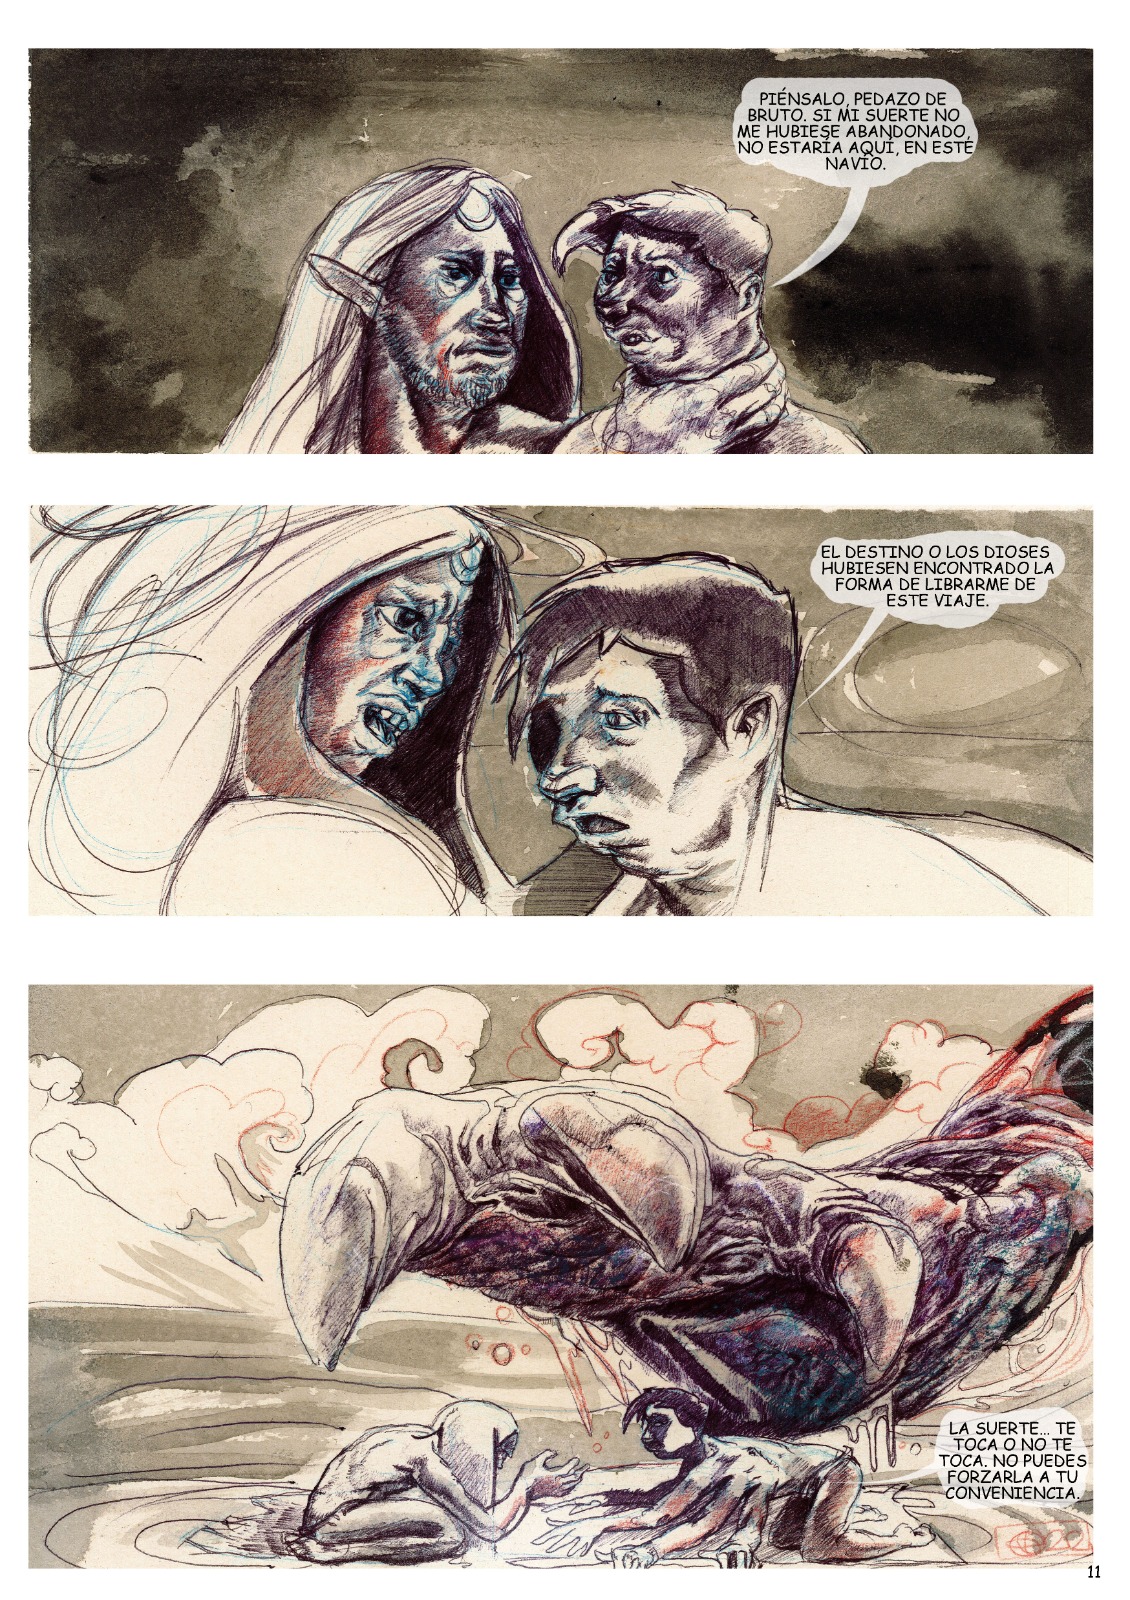 PIÉNSALO, PEDAZO DE
BRUTO. SI MI SUERTE NO
ME HUBIESE ABANDONADO,
NO ESTARÍA AQUÍ, EN ESTE
NAVÍO.
EL DESTINO O LOS DIOSES
HUBIESEN ENCONTRADO LA
FORMA DE LIBRARME DE
ESTE VIAJE.
LA SUERTE... TE
TOCA O NO TE
TOCA. NO PUEDES
FORZARLA A TU
CONVENIENCIA.
11